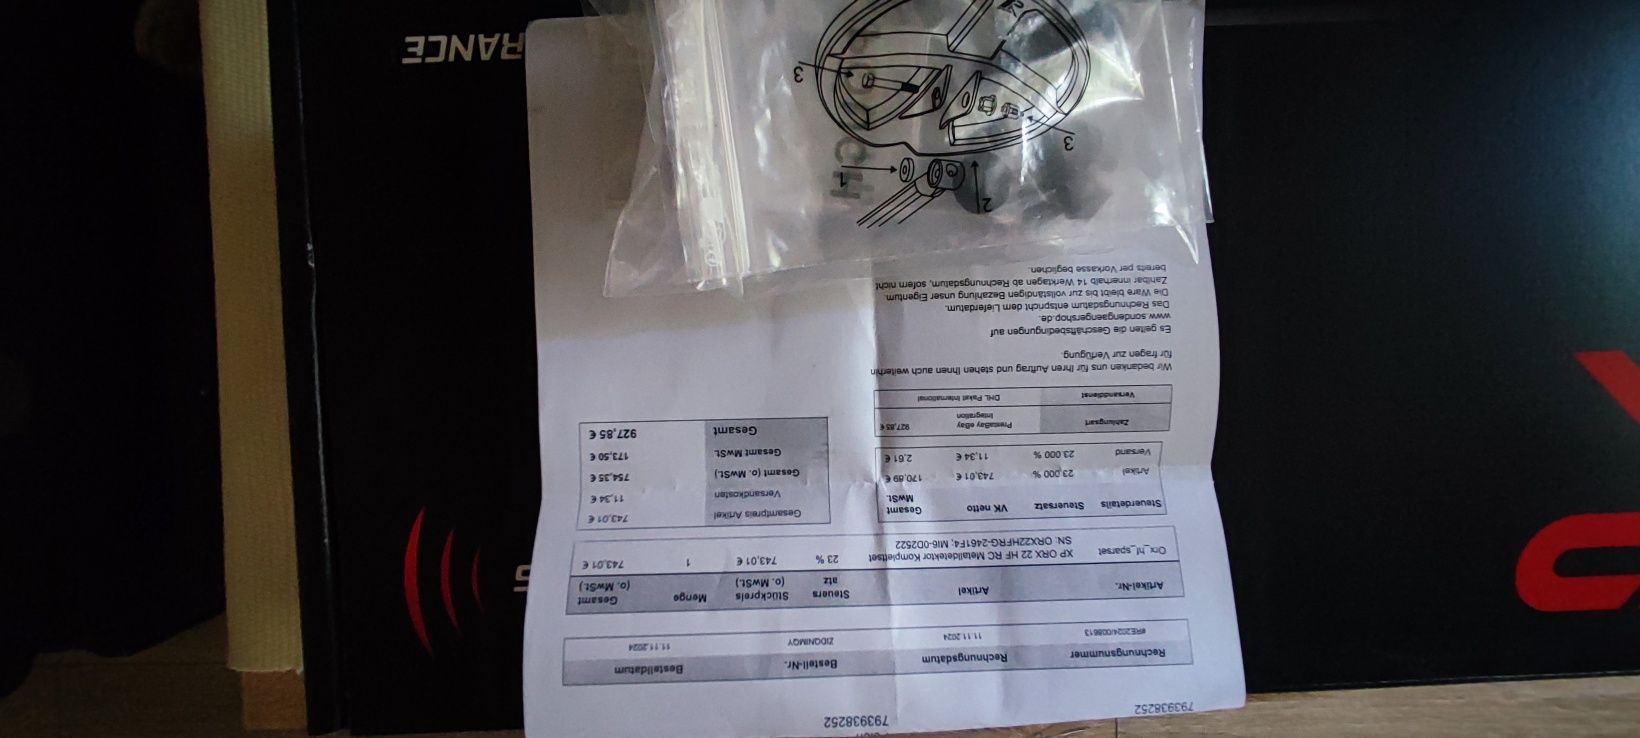 793938252
793938252
Rechnungsnummer Rechnungsdatum Bestell-Nr. Bestelldatum
#RE2024/008613 11.11.2024 ZIDQNIMQY 11.11.2024
Artikel-Nr. Artikel Steuers atz Stückpreis (o. MwSt.) Menge Gesamt (o. MwSt.)
Orx_hf_sparset XP ORX 22 HF RC Metalldetektor Komplettset 23 % 743,01 € 1 743,01 €
SN: ORX22HFRG-2461F4; MI6-0D2522
Steuerdetails Steuersatz VK netto Gesamt MwSt.
Artikel 23.000 % 743,01 € 170,89 €
Versand 23.000 % 11,34 € 2,61 €
Gesamtpreis Artikel 743,01 €
Versandkosten 11,34 €
Gesamt (o. MwSt.) 754,35 €
Gesamt MwSt. 173,50 €
Gesamt 927,85 €
Zahlungsart PrestaBay eBay Integration 927,85 €
Versanddienst DHL Paket International
Wir bedanken uns für Ihren Auftrag und stehen Ihnen auch weiterhin
für fragen zur Verfügung.
Es gelten die Geschäftsbedingungen auf
www.sondengaengershop.de.
Das Rechnungsdatum entspricht dem Lieferdatum.
Die Ware bleibt bis zur vollständigen Bezahlung unser Eigentum.
Zahlbar innerhalb 14 Werktagen ab Rechnungsdatum, sofern nicht
bereits per Vorkasse beglichen.
2
1
3
3
RANCE